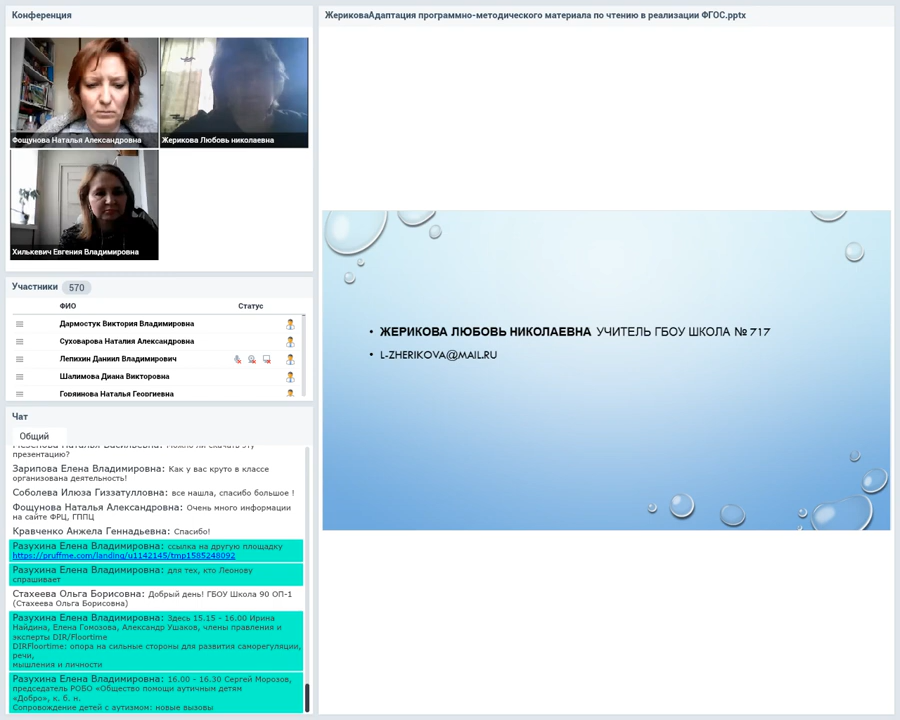 Конференция
Фощунова Наталья Александровна
Жерикова Любовь николаевна
Хилькевич Евгения Владимировна
Участники 570
ФИО Статус
Дармостук Виктория Владимировна
Суховарова Наталия Александровна
Лепихин Даниил Владимирович
Шалимова Диана Викторовна
Горяинова Наталья Георгиевна
Чат
Общий
Мезенова Наталья Васильевна: Можно ли скачать эту
презентацию?
Зарипова Елена Владимировна: Как у вас круто в классе
организована деятельность!
Соболева Илюза Гиззатулловна: все нашла, спасибо большое !
Фощунова Наталья Александровна: Очень много информации
на сайте ФРЦ, ГППЦ
Кравченко Анжела Геннадьевна: Спасибо!
Разухина Елена Владимировна: ссылка на другую площадку
https://pruffme.com/landing/u1142145/tmp1585248092
Разухина Елена Владимировна: для тех, кто Леонову
спрашивает
Стахеева Ольга Борисовна: Добрый день! ГБОУ Школа 90 ОП-1
(Стахеева Ольга Борисовна)
Разухина Елена Владимировна: Здесь 15.15 - 16.00 Ирина
Найдина, Елена Гомозова, Александр Ушаков, члены правления и
эксперты DIR/Floortime
DIRFloortime: опора на сильные стороны для развития саморегуляции,
речи,
мышления и личности
Разухина Елена Владимировна: 16.00 - 16.30 Сергей Морозов,
председатель РОБО «Общество помощи аутичным детям
«Добро», к. б. н.
Сопровождение детей с аутизмом: новые вызовы
ЖериковаАдаптация программно-методического материала по чтению в реализации ФГОС.pptx
• ЖЕРИКОВА ЛЮБОВЬ НИКОЛАЕВНА УЧИТЕЛЬ ГБОУ ШКОЛА № 717
• L-ZHERIKOVA@MAIL.RU